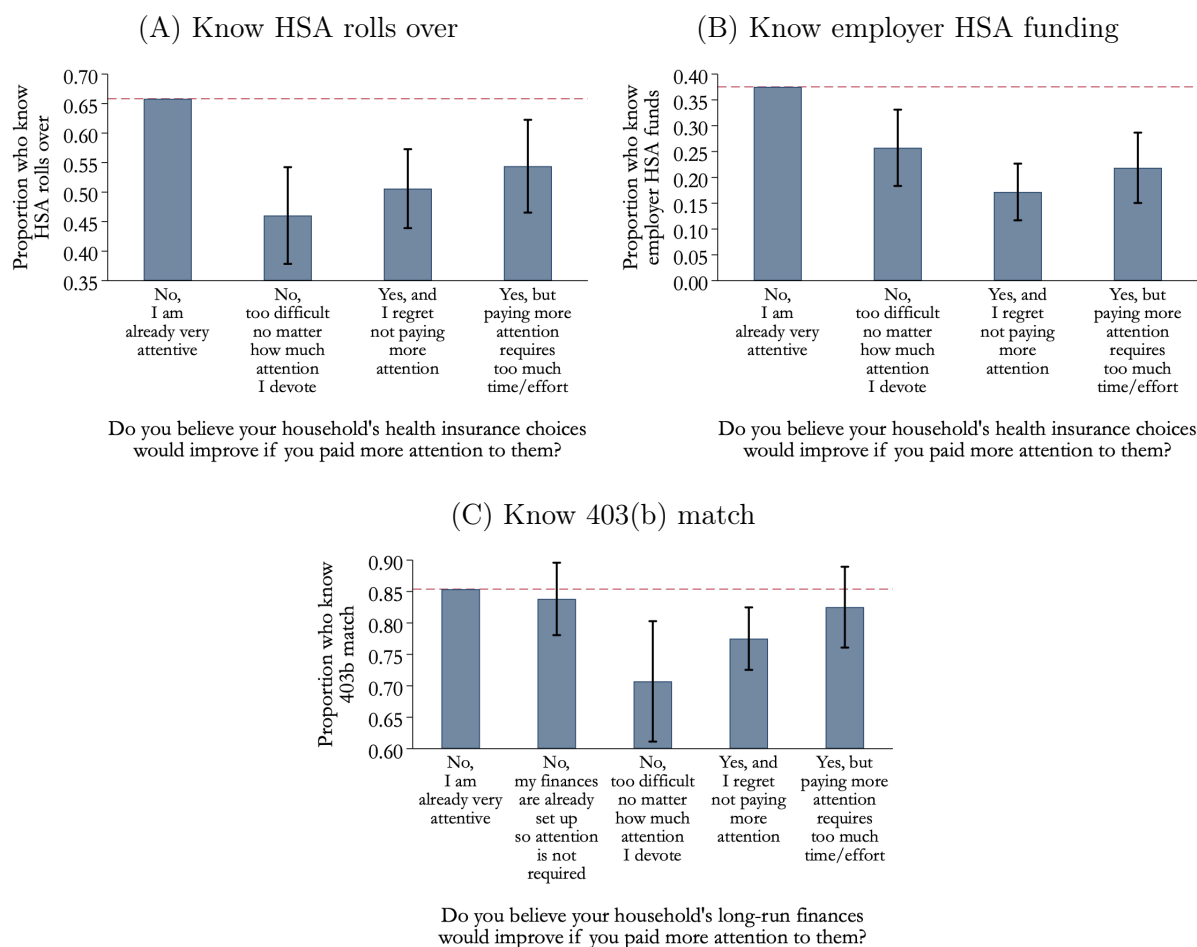 (A) Know HSA rolls over
Proportion who know
HSA rolls over
0.70
0.65
0.60
0.55
0.50
0.45
0.40
0.35
No,
I am
already very
attentive
No,
too difficult
no matter
how much
attention
I devote
Yes, and
I regret
not paying
more
attention
Yes, but
paying more
attention
requires
too much
time/effort
Do you believe your household's health insurance choices
would improve if you paid more attention to them?
(B) Know employer HSA funding
Proportion who know
employer HSA funds
0.40
0.35
0.30
0.25
0.20
0.15
0.10
0.05
0.00
No,
I am
already very
attentive
No,
too difficult
no matter
how much
attention
I devote
Yes, and
I regret
not paying
more
attention
Yes, but
paying more
attention
requires
too much
time/effort
Do you believe your household's health insurance choices
would improve if you paid more attention to them?
(C) Know 403(b) match
Proportion who know
403b match
0.90
0.85
0.80
0.75
0.70
0.65
0.60
No,
I am
already very
attentive
No,
my finances
are already
set up
so attention
is not
required
No,
too difficult
no matter
how much
attention
I devote
Yes, and
I regret
not paying
more
attention
Yes, but
paying more
attention
requires
too much
time/effort
Do you believe your household's long-run finances
would improve if you paid more attention to them?